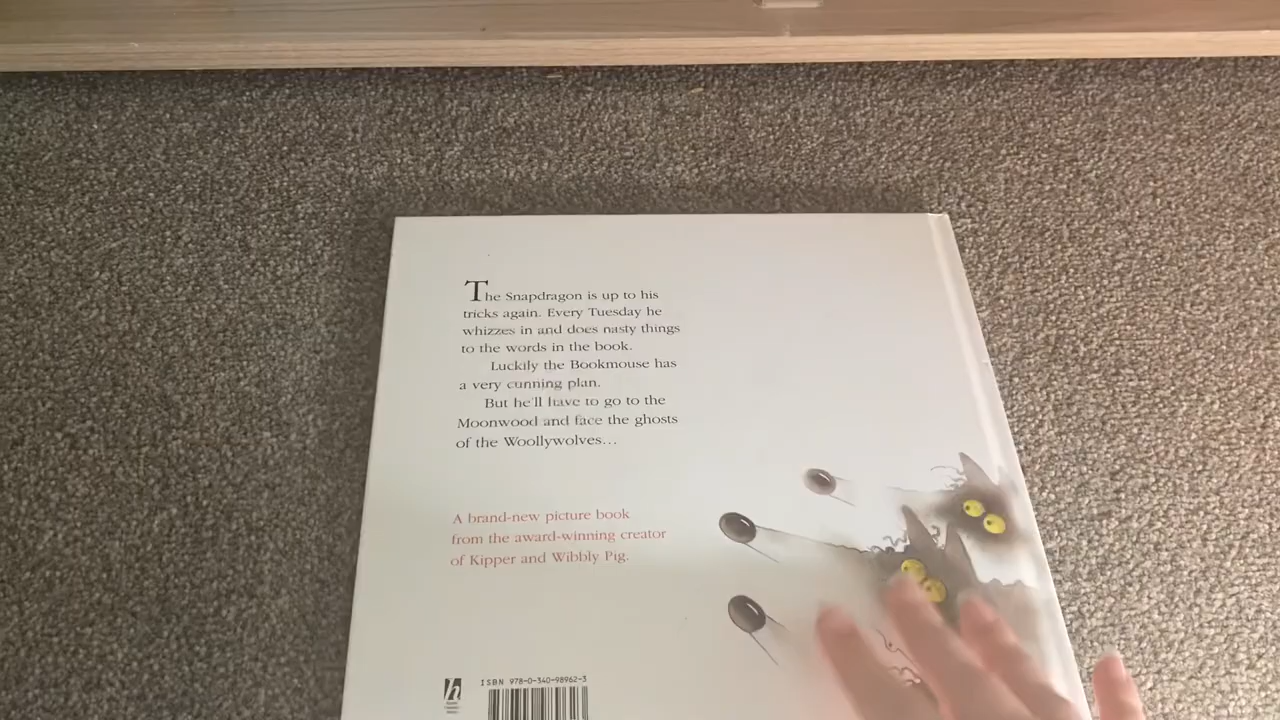 The Snapdragon is up to his
tricks again. Every Tuesday he
whizzes in and does nasty things
to the words in the book.
Luckily the Bookmouse has
a very cunning plan.
But he'll have to go to the
Moonwood and face the ghosts
of the Woollywolves...
A brand-new picture book
from the award-winning creator
of Kipper and Wibbly Pig.
h
ISBN 978-0-340-98962-3